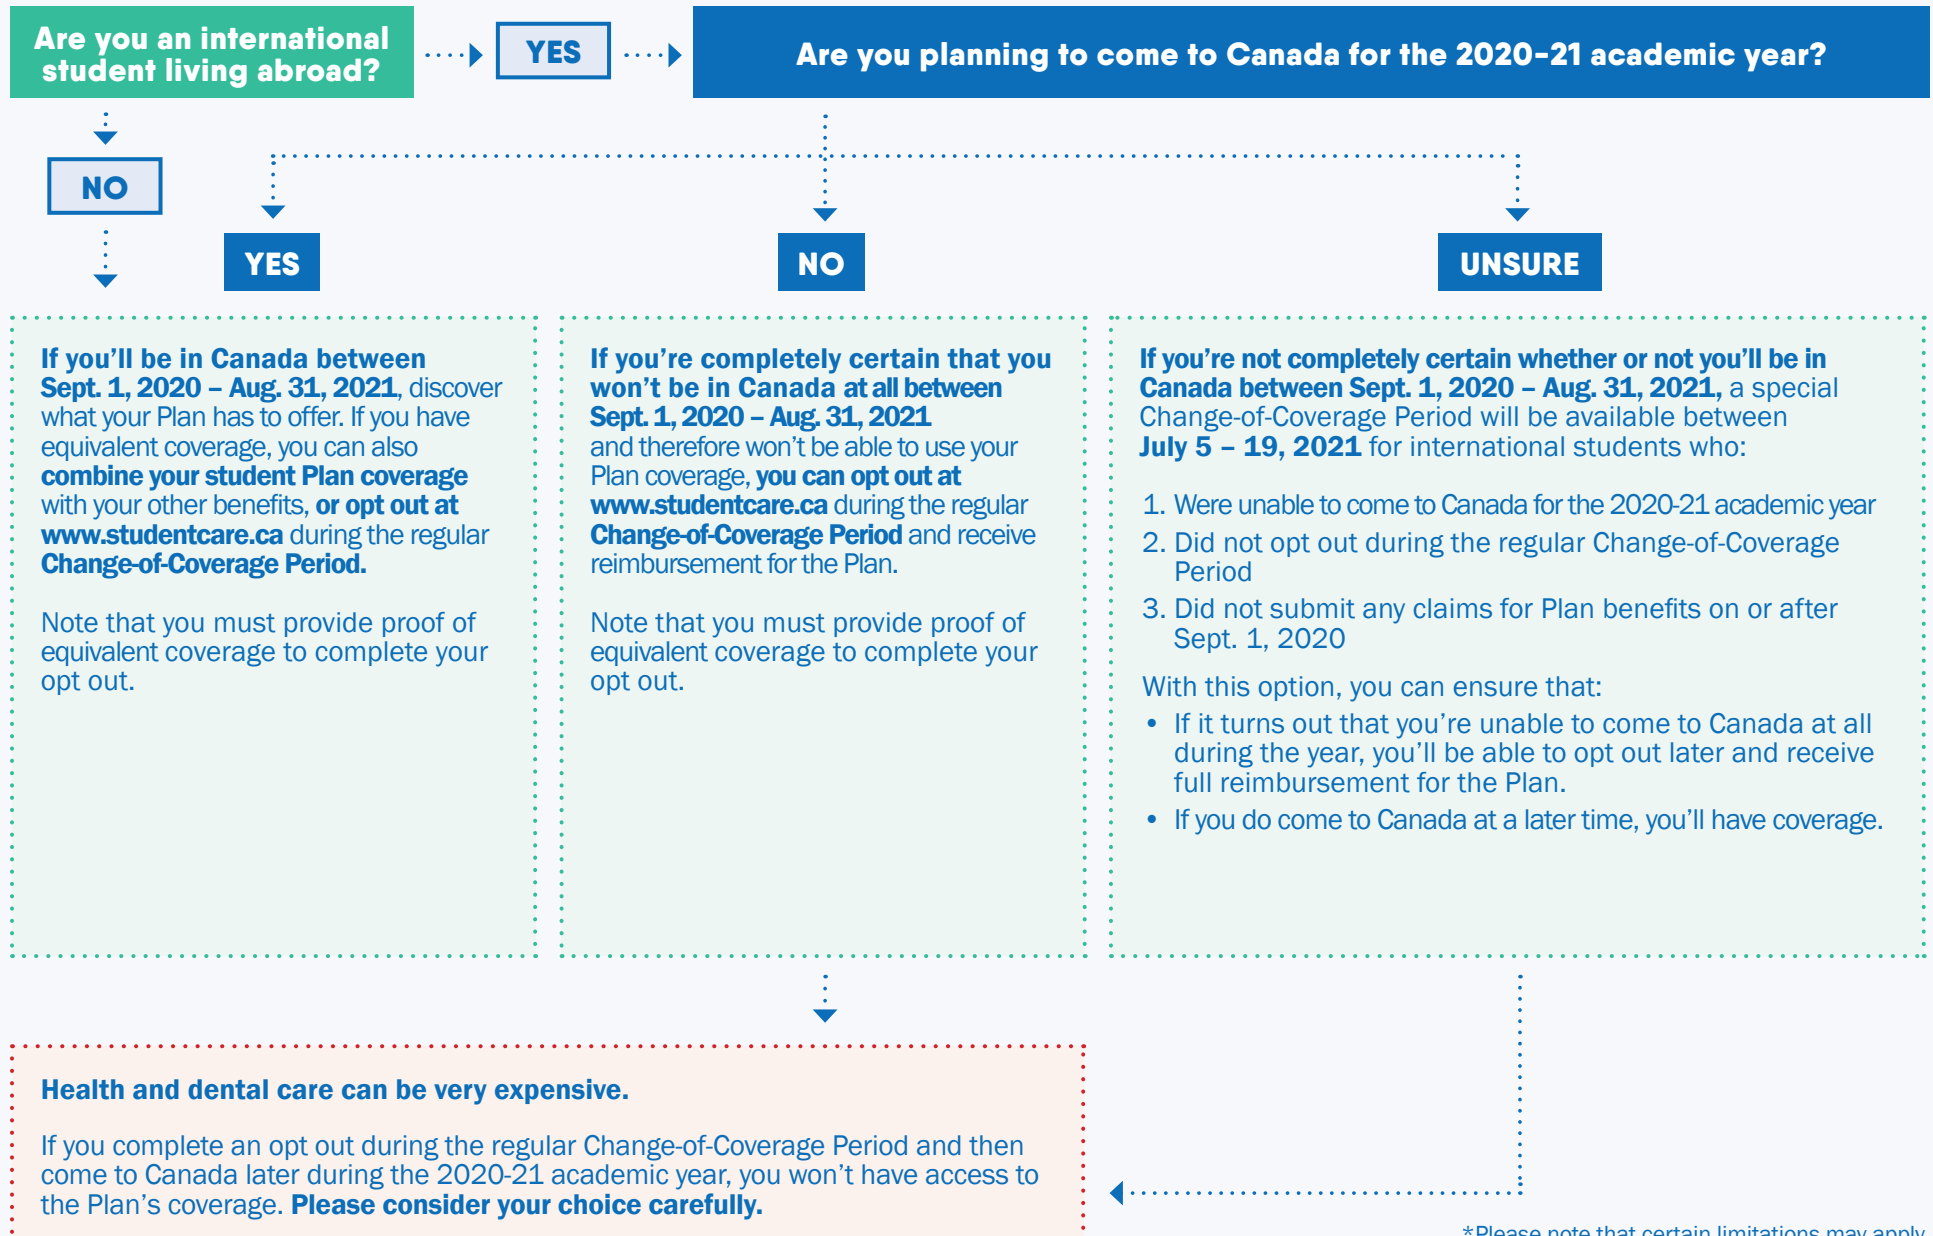 Are you an international
student living abroad?
YES
Are you planning to come to Canada for the 2020-21 academic year?
NO
YES
NO
UNSURE
If you'll be in Canada between
Sept. 1, 2020 – Aug. 31, 2021, discover
what your Plan has to offer. If you have
equivalent coverage, you can also
combine your student Plan coverage
with your other benefits, or opt out at
www.studentcare.ca during the regular
Change-of-Coverage Period.
Note that you must provide proof of
equivalent coverage to complete your
opt out.
If you're completely certain that you
won't be in Canada at all between
Sept. 1, 2020 – Aug. 31, 2021
and therefore won't be able to use your
Plan coverage, you can opt out at
www.studentcare.ca during the regular
Change-of-Coverage Period and receive
reimbursement for the Plan.
Note that you must provide proof of
equivalent coverage to complete your
opt out.
If you're not completely certain whether or not you'll be in
Canada between Sept. 1, 2020 – Aug. 31, 2021, a special
Change-of-Coverage Period will be available between
July 5 – 19, 2021 for international students who:
1. Were unable to come to Canada for the 2020-21 academic year
2. Did not opt out during the regular Change-of-Coverage
Period
3. Did not submit any claims for Plan benefits on or after
Sept. 1, 2020
With this option, you can ensure that:
• If it turns out that you're unable to come to Canada at all
during the year, you'll be able to opt out later and receive
full reimbursement for the Plan.
• If you do come to Canada at a later time, you'll have coverage.
Health and dental care can be very expensive.
If you complete an opt out during the regular Change-of-Coverage Period and then
come to Canada later during the 2020-21 academic year, you won't have access to
the Plan's coverage. Please consider your choice carefully.
*Please note that certain limitations may apply